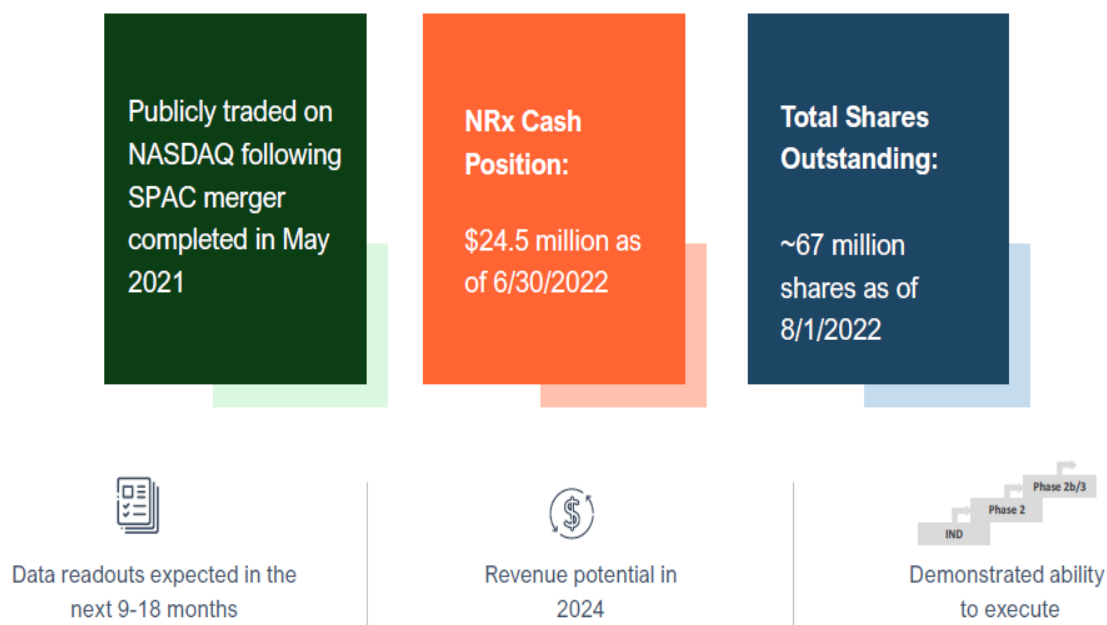 Publicly traded on
NASDAQ following
SPAC merger
completed in May
2021
NRx Cash
Position:
$24.5 million as
of 6/30/2022
Total Shares
Outstanding:
~67 million
shares as of
8/1/2022
Data readouts expected in the
next 9-18 months
$
Revenue potential in
2024
Phase 2b/3
Phase 2
IND
Demonstrated ability
to execute